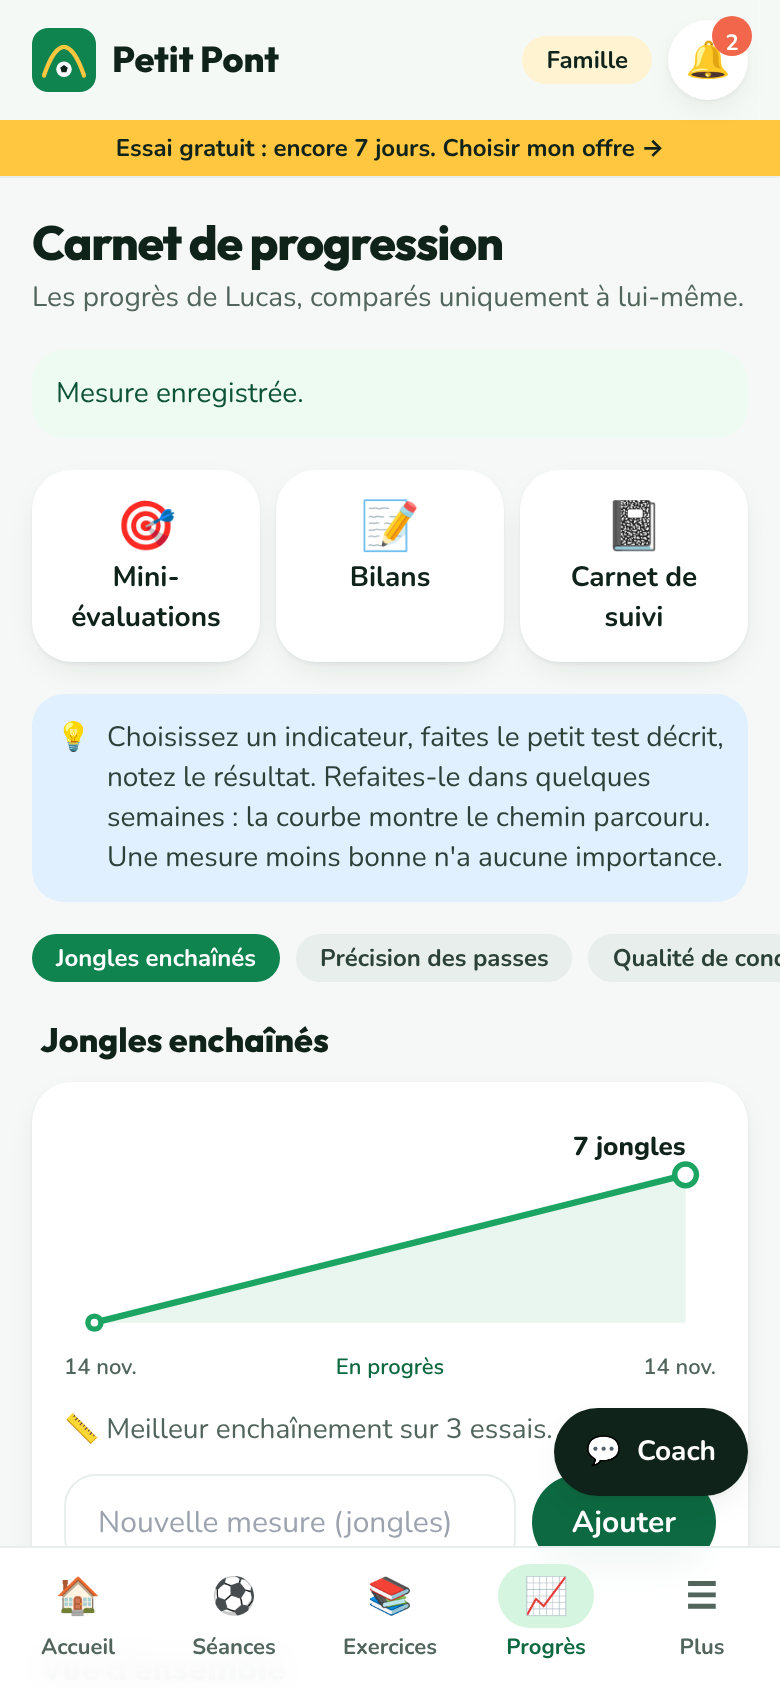 Petit Pont
Famille
2
Essai gratuit : encore 7 jours. Choisir mon offre →
Carnet de progression
Les progrès de Lucas, comparés uniquement à lui-même.
Mesure enregistrée.
Mini-
évaluations
Bilans
Carnet de
suivi
Choisissez un indicateur, faites le petit test décrit,
notez le résultat. Refaites-le dans quelques
semaines : la courbe montre le chemin parcouru.
Une mesure moins bonne n'a aucune importance.
Jongles enchaînés
Précision des passes
Qualité de cond
Jongles enchaînés
7 jongles
14 nov.
En progrès
14 nov.
Meilleur enchaînement sur 3 essais.
Coach
Nouvelle mesure (jongles)
Ajouter
Accueil
Séances
Exercices
Progrès
Plus